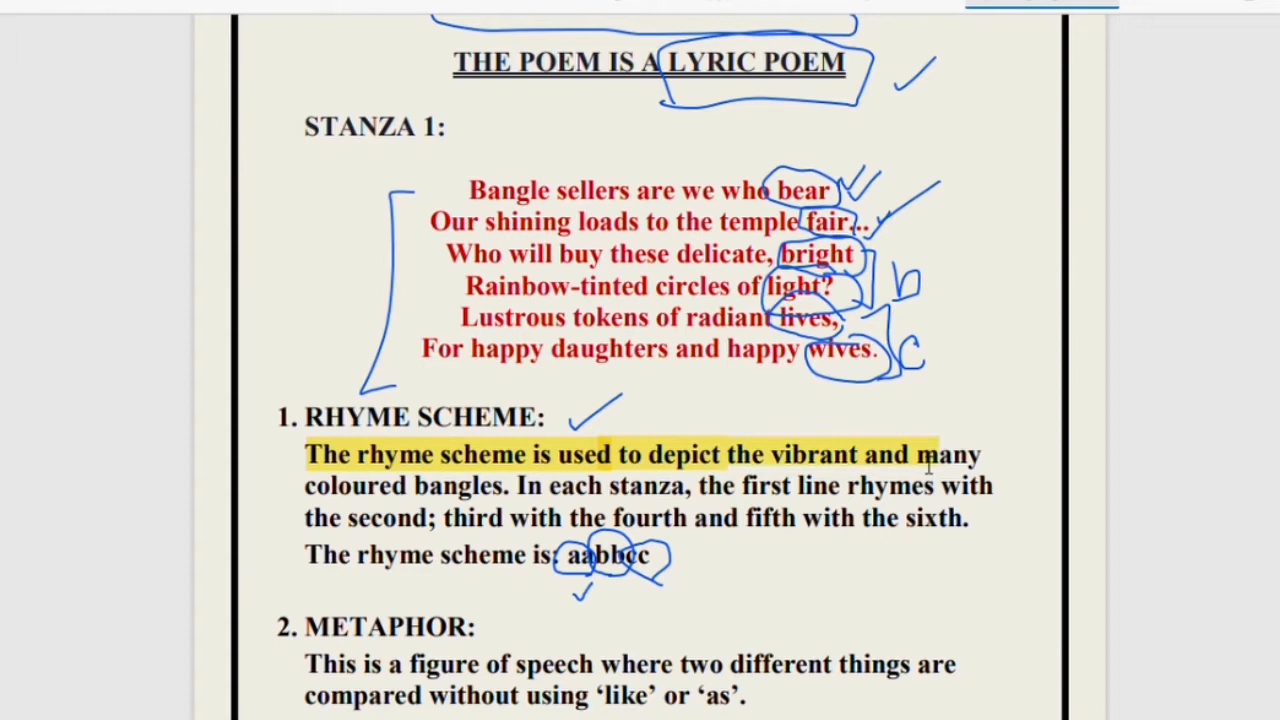 THE POEM IS A LYRIC POEM
STANZA 1:
Bangle sellers are we who bear
Our shining loads to the temple fair...
Who will buy these delicate, bright
b
Rainbow-tinted circles of light?
Lustrous tokens of radiant lives,
For happy daughters and happy wives.
c
1. RHYME SCHEME:
The rhyme scheme is used to depict the vibrant and many
coloured bangles. In each stanza, the first line rhymes with
the second; third with the fourth and fifth with the sixth.
The rhyme scheme is: aabbcc
2. METAPHOR:
This is a figure of speech where two different things are
compared without using ‘like’ or ‘as’.